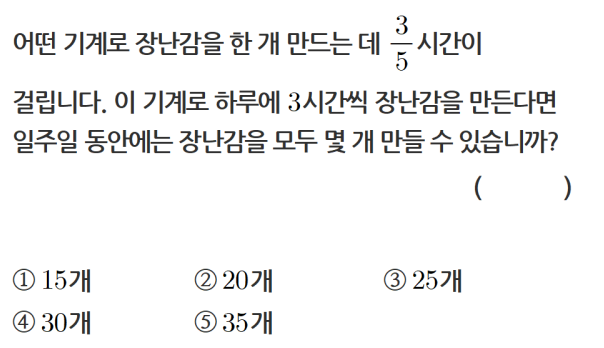 어떤 기계로 장난감을 한 개 만드는 데 3/5 시간이
걸립니다. 이 기계로 하루에 3시간씩 장난감을 만든다면
일주일 동안에는 장난감을 모두 몇 개 만들 수 있습니까?
(        )
① 15개 ② 20개 ③ 25개
④ 30개 ⑤ 35개